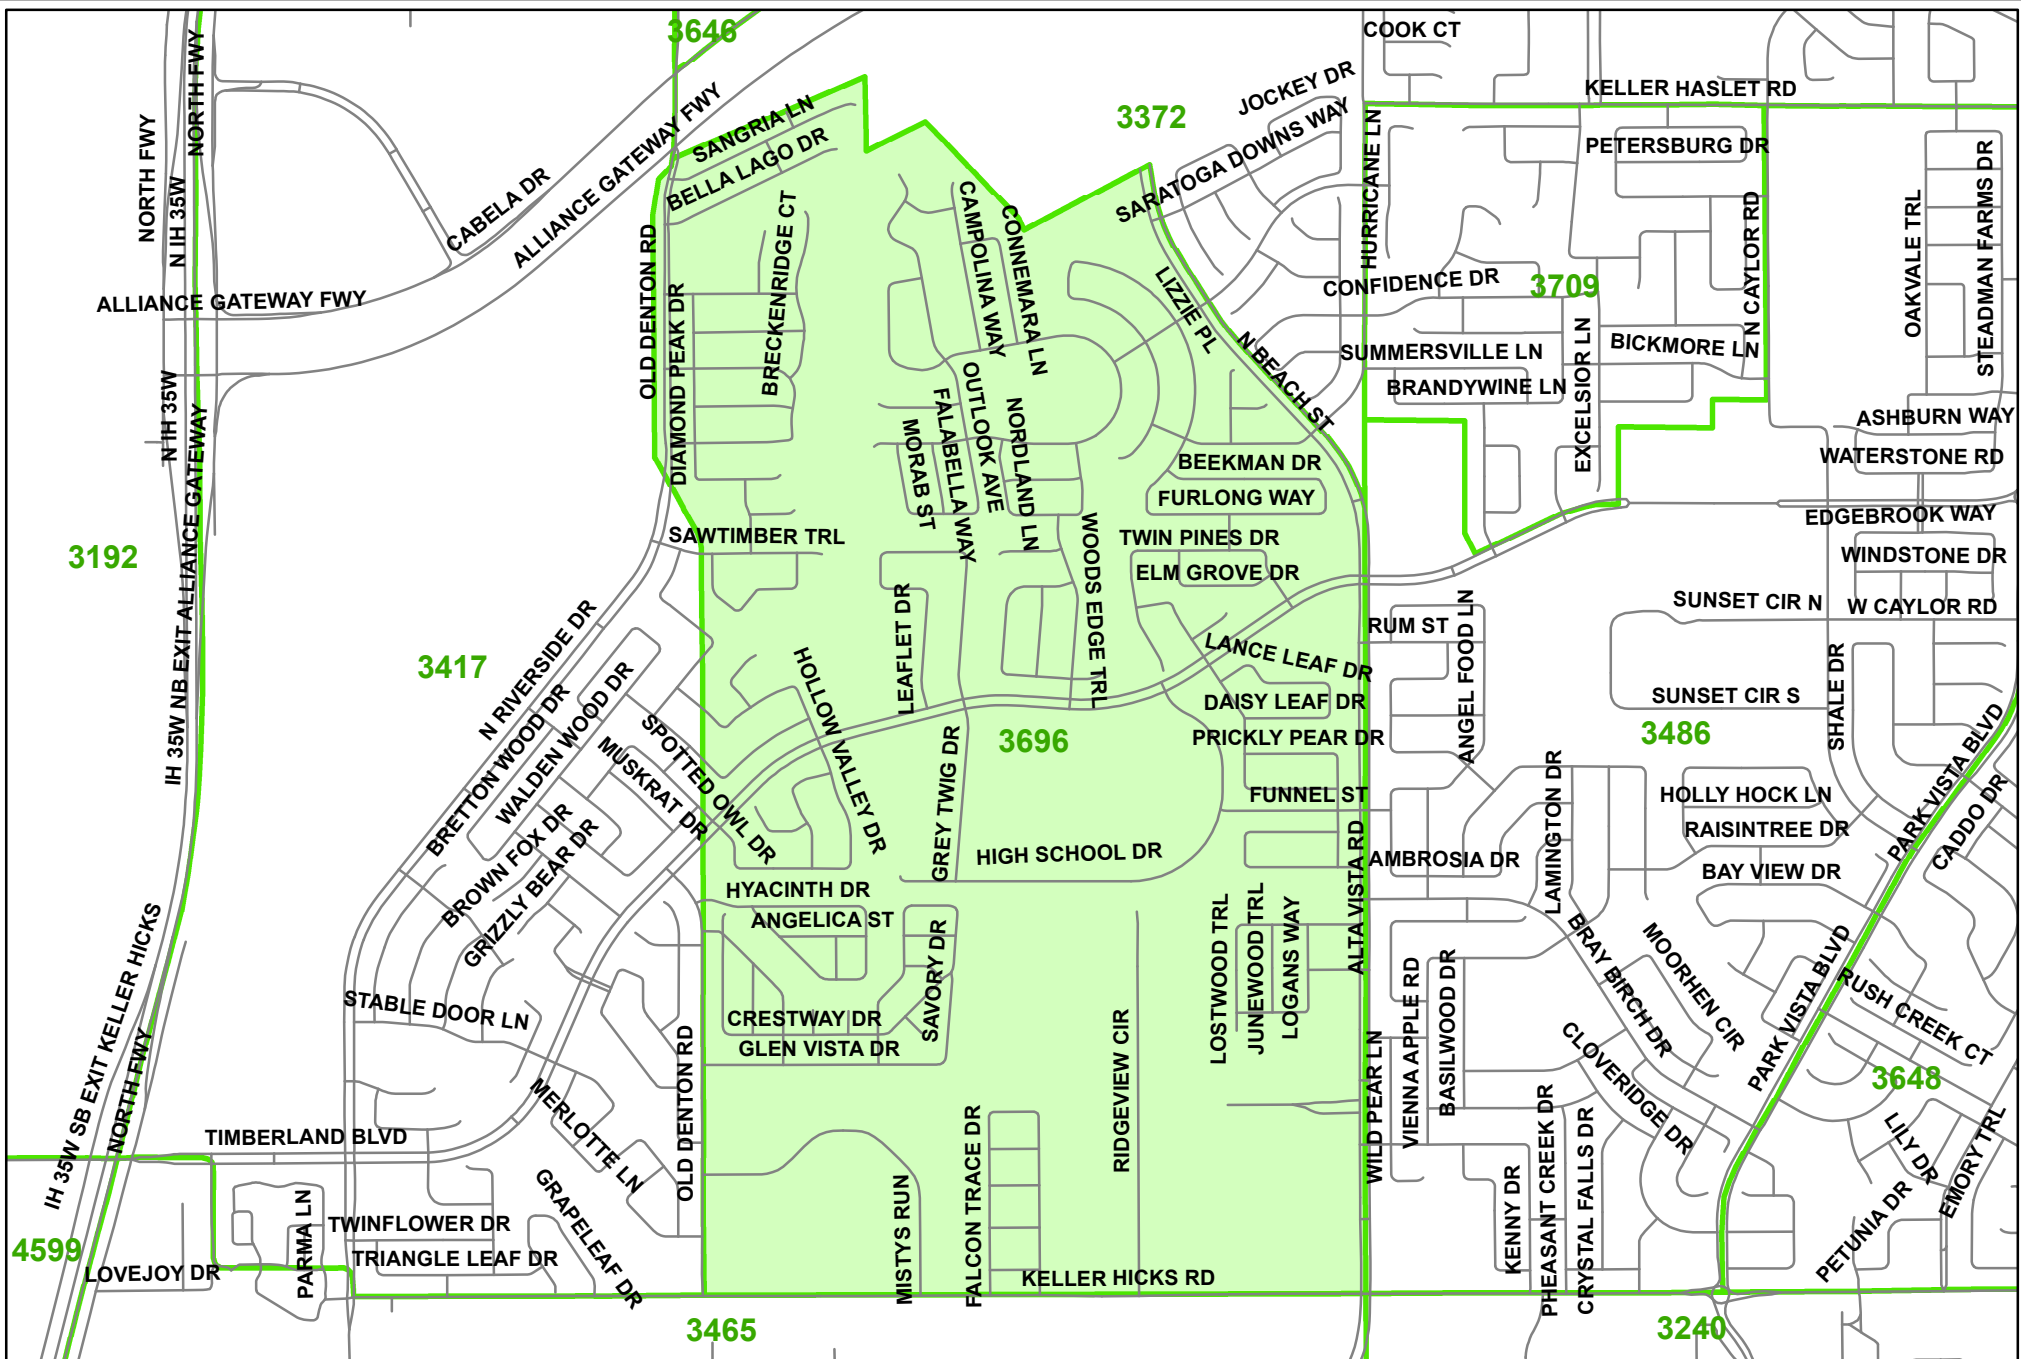 3646
COOK CT
NORTH FWY
KELLER HASLET RD
JOCKEY DR
3372
SARATOGA DOWNS WAY
SANGRIA LN
BELLA LAGO DR
ALLIANCE GATEWAY FWY
NORTH FWY
N IH 35W
CABELA DR
HURRICANE LN
PETERSBURG DR
STEADMAN FARMS DR
OAKVALE TRL
N CAYLOR RD
CAMPOLINA WAY
CONNEMARA LN
BRECKENRIDGE CT
OLD DENTON RD
DIAMOND PEAK DR
LIZZIE PL
CONFIDENCE DR
3709
ALLIANCE GATEWAY FWY
N BEACH ST
SUMMERSVILLE LN
BICKMORE LN
EXCELSIOR LN
BRANDYWINE LN
N IH 35W
OUTLOOK AVE
FALABELLA WAY
NORDLAND LN
MORAB ST
ASHBURN WAY
WATERSTONE RD
BEEKMAN DR
FURLONG WAY
EDGEBROOK WAY
IH 35W NB EXIT ALLIANCE GATEWAY
SAWTIMBER TRL
TWIN PINES DR
WOODS EDGE TRL
WINDSTONE DR
3192
ELM GROVE DR
LEAFLET DR
SUNSET CIR N
W CAYLOR RD
ANGEL FOOD LN
RUM ST
N RIVERSIDE DR
3417
LANCE LEAF DR
HOLLOW VALLEY DR
SHALE DR
SUNSET CIR S
DAISY LEAF DR
BRETTON WOOD DR
WALDEN WOOD DR
SPOTTED OWL DR
MUSKRAT DR
GREY TWIG DR
3696
PRICKLY PEAR DR
3486
PARK VISTA BLVD
CADDO DR
LAMINGTON DR
FUNNEL ST
HOLLY HOCK LN
RAISINTREE DR
BROWN FOX DR
GRIZZLY BEAR DR
HIGH SCHOOL DR
ALTA VISTA RD
AMBROSIA DR
BAY VIEW DR
HYACINTH DR
ANGELICA ST
SAVORY DR
LOSTWOOD TRL
JUNEWOOD TRL
LOGANS WAY
BRAY BIRCH DR
MOORHEN CIR
PARK VISTA BLVD
IH 35W SB EXIT KELLER HICKS
VIENNA APPLE RD
BASILWOOD DR
RUSH CREEK CT
STABLE DOOR LN
CRESTWAY DR
GLEN VISTA DR
RIDGEVIEW CIR
CLOVERIDGE DR
3648
NORTH FWY
OLD DENTON RD
MERLOTTE LN
WILD PEAR LN
TIMBERLAND BLVD
LILY DR
EMORY TRL
FALCON TRACE DR
PHEASANT CREEK DR
CRYSTAL FALLS DR
KENNY DR
MISTYS RUN
GRAPELEAF DR
PETUNIA DR
PARMA LN
TWINFLOWER DR
TRIANGLE LEAF DR
4599
LOVEJOY DR
KELLER HICKS RD
3465
3240